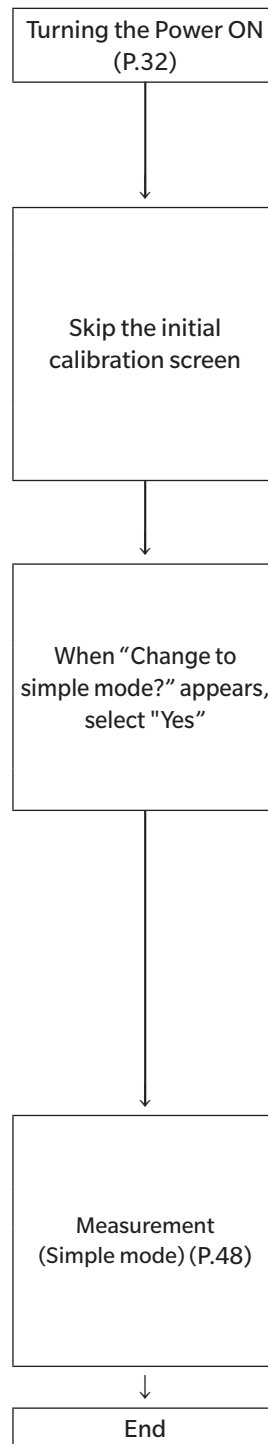 Turning the Power ON
(P.32)
Skip the initial
calibration screen
When “Change to
simple mode?” appears,
select "Yes”
Measurement
(Simple mode) (P.48)
End